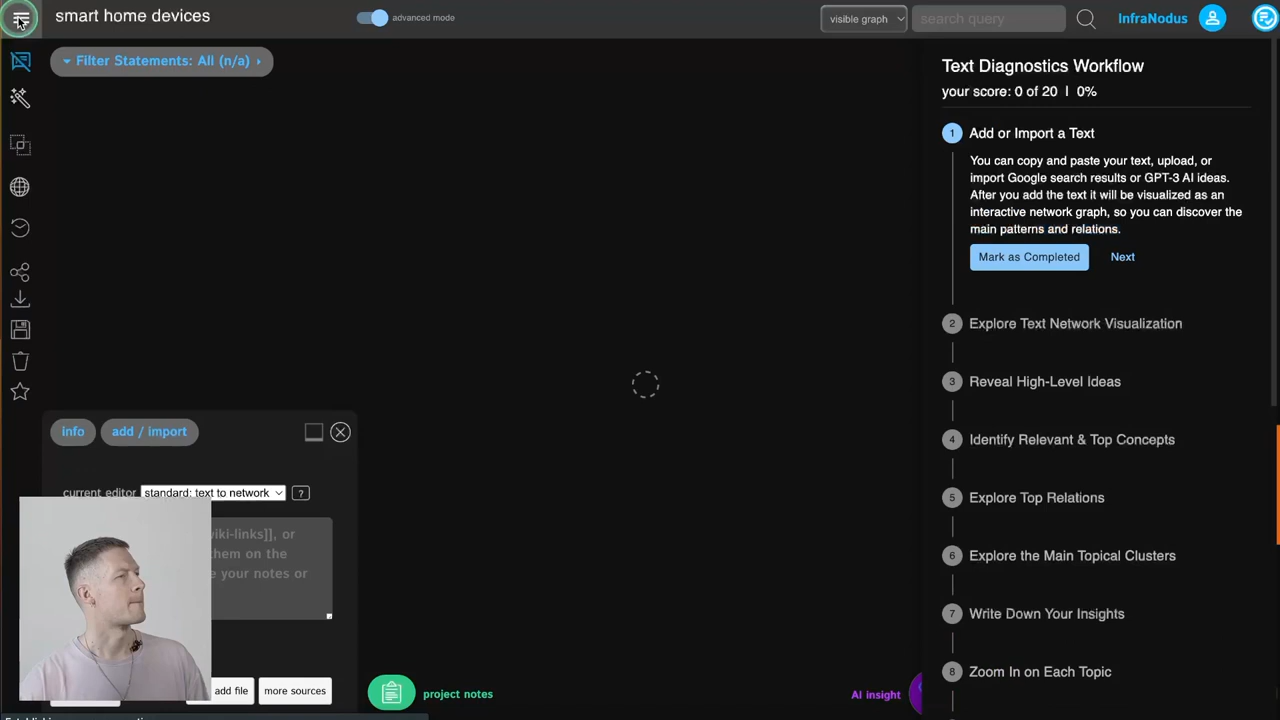 smart home devices
advanced mode
visible graph
search query
InfraNodus
Filter Statements: All (n/a)
Text Diagnostics Workflow
your score: 0 of 20 | 0%
1 Add or Import a Text
You can copy and paste your text, upload, or
import Google search results or GPT-3 AI ideas.
After you add the text it will be visualized as an
interactive network graph, so you can discover the
main patterns and relations.
Mark as Completed
Next
2 Explore Text Network Visualization
3 Reveal High-Level Ideas
4 Identify Relevant & Top Concepts
5 Explore Top Relations
6 Explore the Main Topical Clusters
7 Write Down Your Insights
8 Zoom In on Each Topic
info
add / import
current editor
standard: text to network
?
wiki-links]], or
them on the
your notes or
add file
more sources
project notes
AI insight